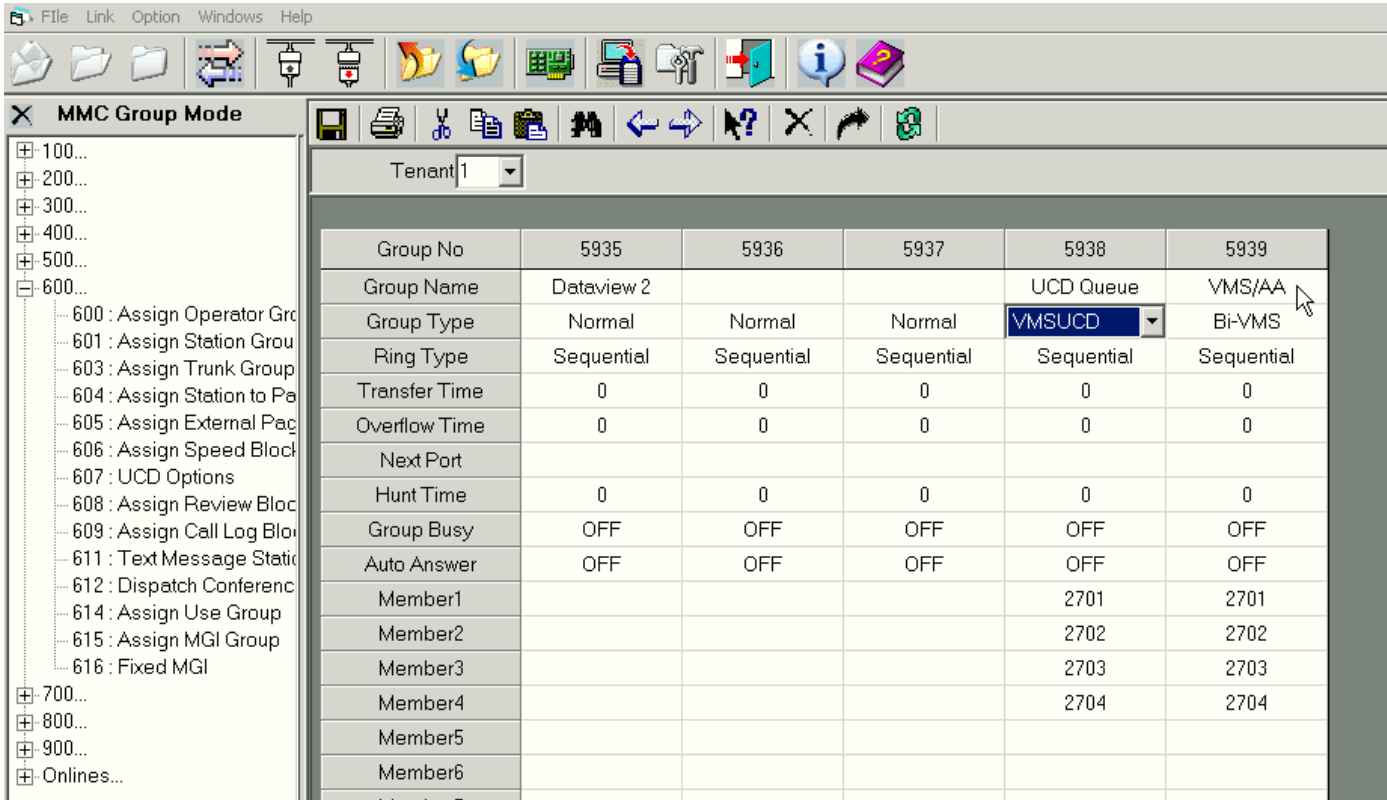 FIle Link Option Windows Help
MMC Group Mode
100...
200...
300...
400...
500...
600...
600 : Assign Operator Gro
601 : Assign Station Grou
603 : Assign Trunk Group
604 : Assign Station to Pa
605 : Assign External Pag
606 : Assign Speed Block
607 : UCD Options
608 : Assign Review Bloc
609 : Assign Call Log Blo
611 : Text Message Static
612 : Dispatch Conferenc
614 : Assign Use Group
615 : Assign MGI Group
616 : Fixed MGI
700...
800...
900...
Onlines...
Tenant 1
Group No 5935 5936 5937 5938 5939
Group Name Dataview 2 UCD Queue VMS/AA
Group Type Normal Normal Normal VMSUCD Bi-VMS
Ring Type Sequential Sequential Sequential Sequential Sequential
Transfer Time 0 0 0 0 0
Overflow Time 0 0 0 0 0
Next Port
Hunt Time 0 0 0 0 0
Group Busy OFF OFF OFF OFF OFF
Auto Answer OFF OFF OFF OFF OFF
Member1 2701 2701
Member2 2702 2702
Member3 2703 2703
Member4 2704 2704
Member5
Member6